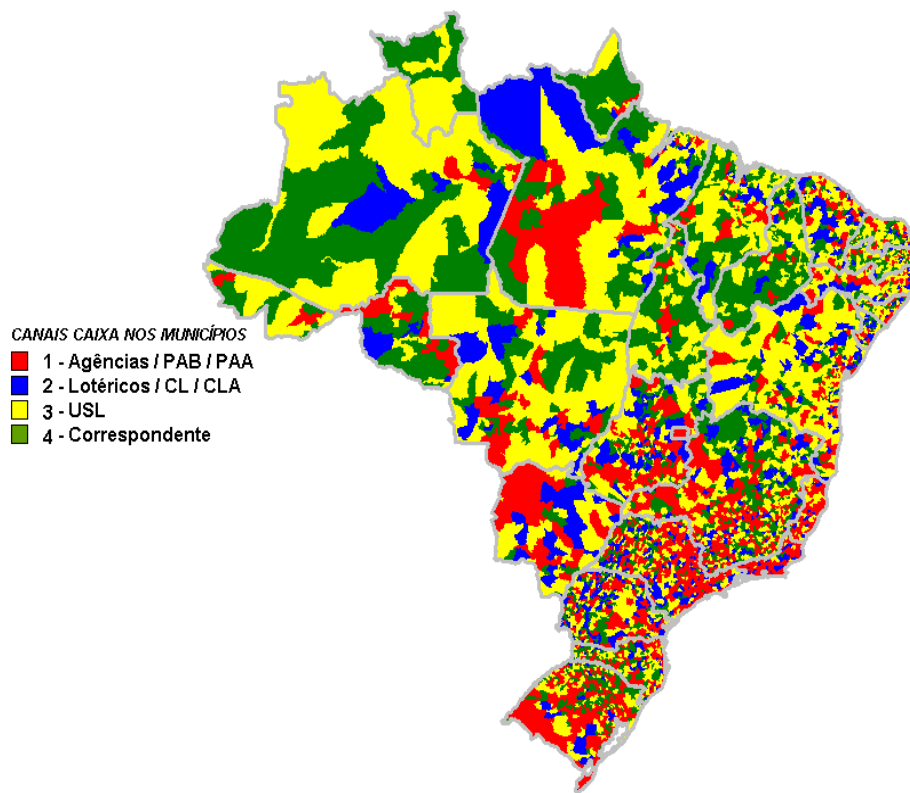 CANAIS CAIXA NOS MUNICÍPIOS
1 - Agências / PAB / PAA
2 - Lotéricos / CL / CLA
3 - USL
4 - Correspondente